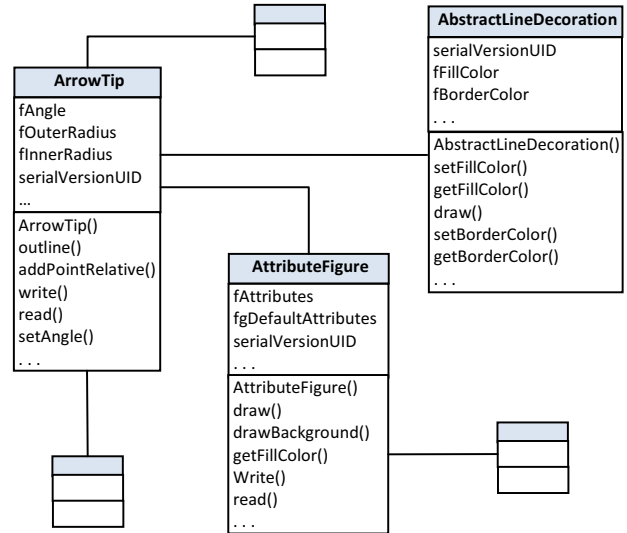 ArrowTip
fAngle
fOuterRadius
fInnerRadius
serialVersionUID
…
ArrowTip()
outline()
addPointRelative()
write()
read()
setAngle()
. . .
AbstractLineDecoration
serialVersionUID
fFillColor
fBorderColor
. . .
AbstractLineDecoration()
setFillColor()
getFillColor()
draw()
setBorderColor()
getBorderColor()
. . .
AttributeFigure
fAttributes
fgDefaultAttributes
serialVersionUID
. . .
AttributeFigure()
draw()
drawBackground()
getFillColor()
Write()
read()
. . .